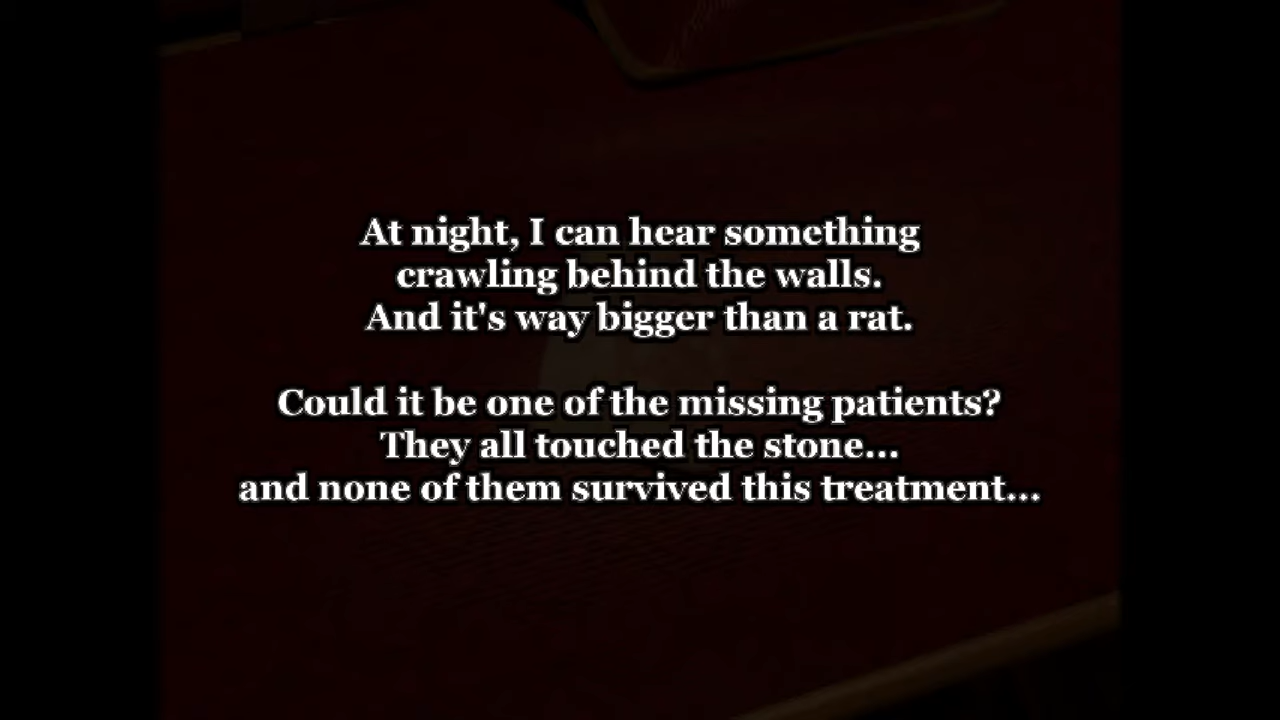 At night, I can hear something
crawling behind the walls.
And it's way bigger than a rat.
Could it be one of the missing patients?
They all touched the stone...
and none of them survived this treatment...